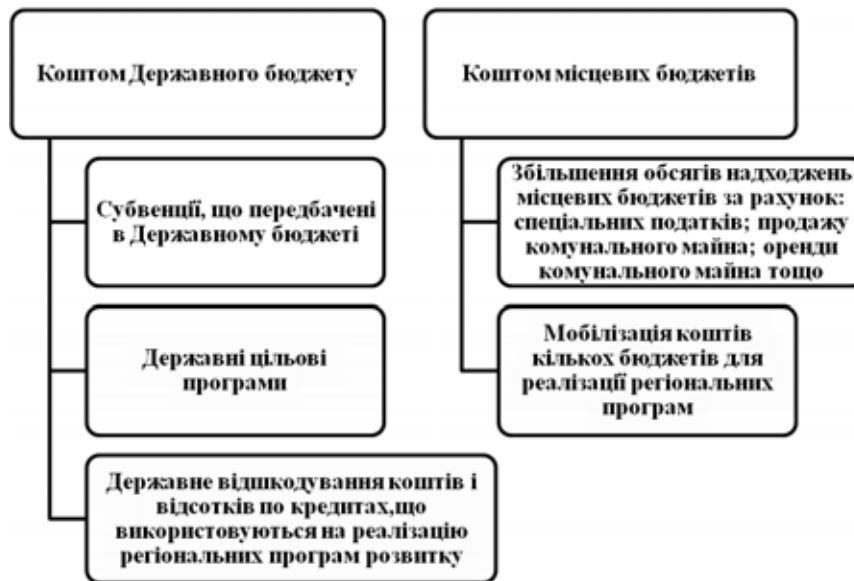 Коштом Державного бюджету
Субвенції, що передбачені
в Державному бюджеті
Державні цільові
програми
Державне відшкодування коштів і
відсотків по кредитах,що
використовуються на реалізацію
регіональних програм розвитку
Коштом місцевих бюджетів
Збільшення обсягів надходжень
місцевих бюджетів за рахунок:
спеціальних податків; продажу
комунального майна; оренди
комунального майна тощо
Мобілізація коштів
кількох бюджетів для
реалізації регіональних
програм